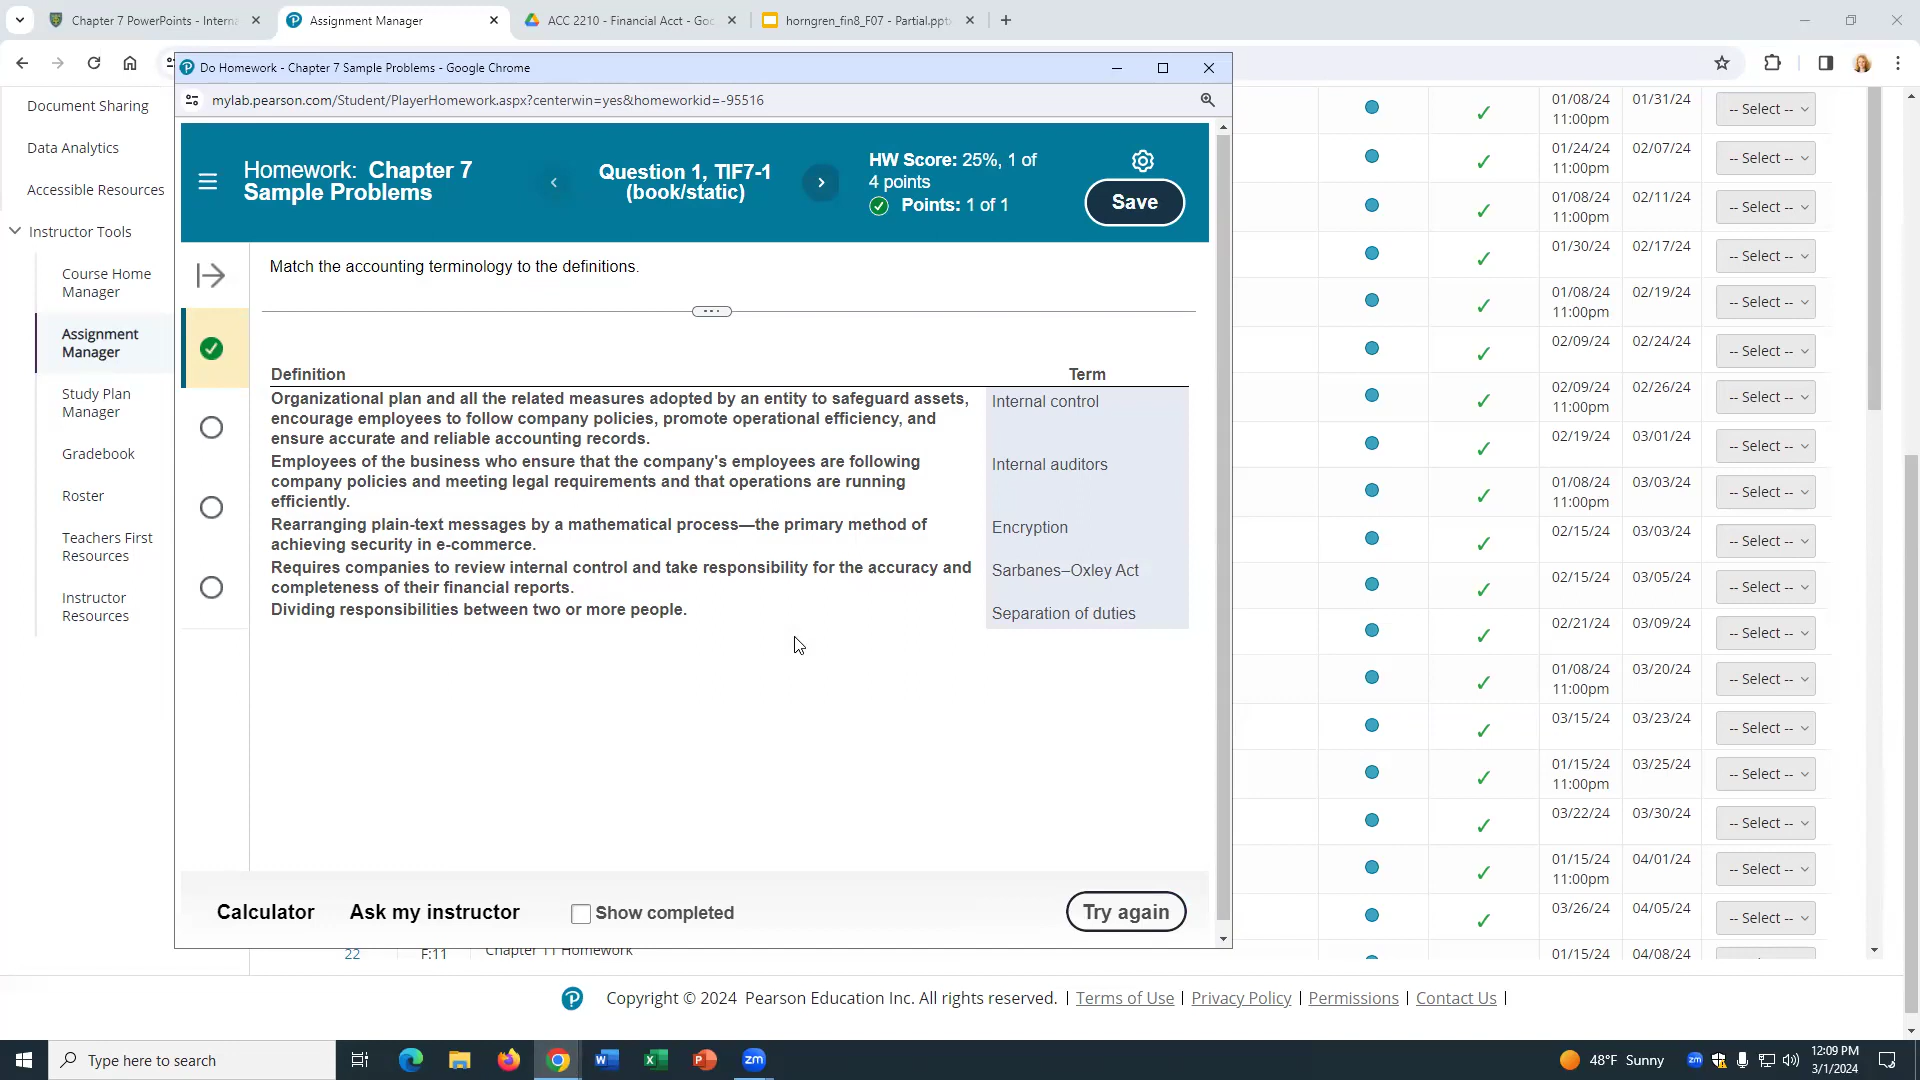 Chapter 7 PowerPoints - Interna
Assignment Manager
ACC 2210 - Financial Acct - Goo
horngren_fin8_F07 - Partial.pptx
Do Homework - Chapter 7 Sample Problems - Google Chrome
mylab.pearson.com/Student/PlayerHomework.aspx?centerwin=yes&homeworkid=-95516
Document Sharing
Data Analytics
Accessible Resources
Instructor Tools
Course Home
Manager
Assignment
Manager
Study Plan
Manager
Gradebook
Roster
Teachers First
Resources
Instructor
Resources
Homework: Chapter 7
Sample Problems
Question 1, TIF7-1
(book/static)
HW Score: 25%, 1 of
4 points
Points: 1 of 1
Save
Match the accounting terminology to the definitions.
Definition
Term
Organizational plan and all the related measures adopted by an entity to safeguard assets,
encourage employees to follow company policies, promote operational efficiency, and
ensure accurate and reliable accounting records.
Internal control
Employees of the business who ensure that the company's employees are following
company policies and meeting legal requirements and that operations are running
efficiently.
Internal auditors
Rearranging plain-text messages by a mathematical process—the primary method of
achieving security in e-commerce.
Encryption
Requires companies to review internal control and take responsibility for the accuracy and
completeness of their financial reports.
Sarbanes–Oxley Act
Dividing responsibilities between two or more people.
Separation of duties
Calculator
Ask my instructor
Show completed
Try again
01/08/24 01/31/24 -- Select --
11:00pm
01/24/24 02/07/24 -- Select --
11:00pm
01/08/24 02/11/24 -- Select --
11:00pm
01/30/24 02/17/24 -- Select --
01/08/24 02/19/24 -- Select --
11:00pm
02/09/24 02/24/24 -- Select --
02/09/24 02/26/24 -- Select --
11:00pm
02/19/24 03/01/24 -- Select --
01/08/24 03/03/24 -- Select --
11:00pm
02/15/24 03/03/24 -- Select --
02/15/24 03/05/24 -- Select --
02/21/24 03/09/24 -- Select --
01/08/24 03/20/24 -- Select --
11:00pm
03/15/24 03/23/24 -- Select --
01/15/24 03/25/24 -- Select --
11:00pm
03/22/24 03/30/24 -- Select --
01/15/24 04/01/24 -- Select --
11:00pm
03/26/24 04/05/24 -- Select --
22 F:11 Chapter 11 Homework 01/15/24 04/08/24
Copyright © 2024 Pearson Education Inc. All rights reserved. | Terms of Use | Privacy Policy | Permissions | Contact Us |
Type here to search
48°F Sunny
12:09 PM
3/1/2024